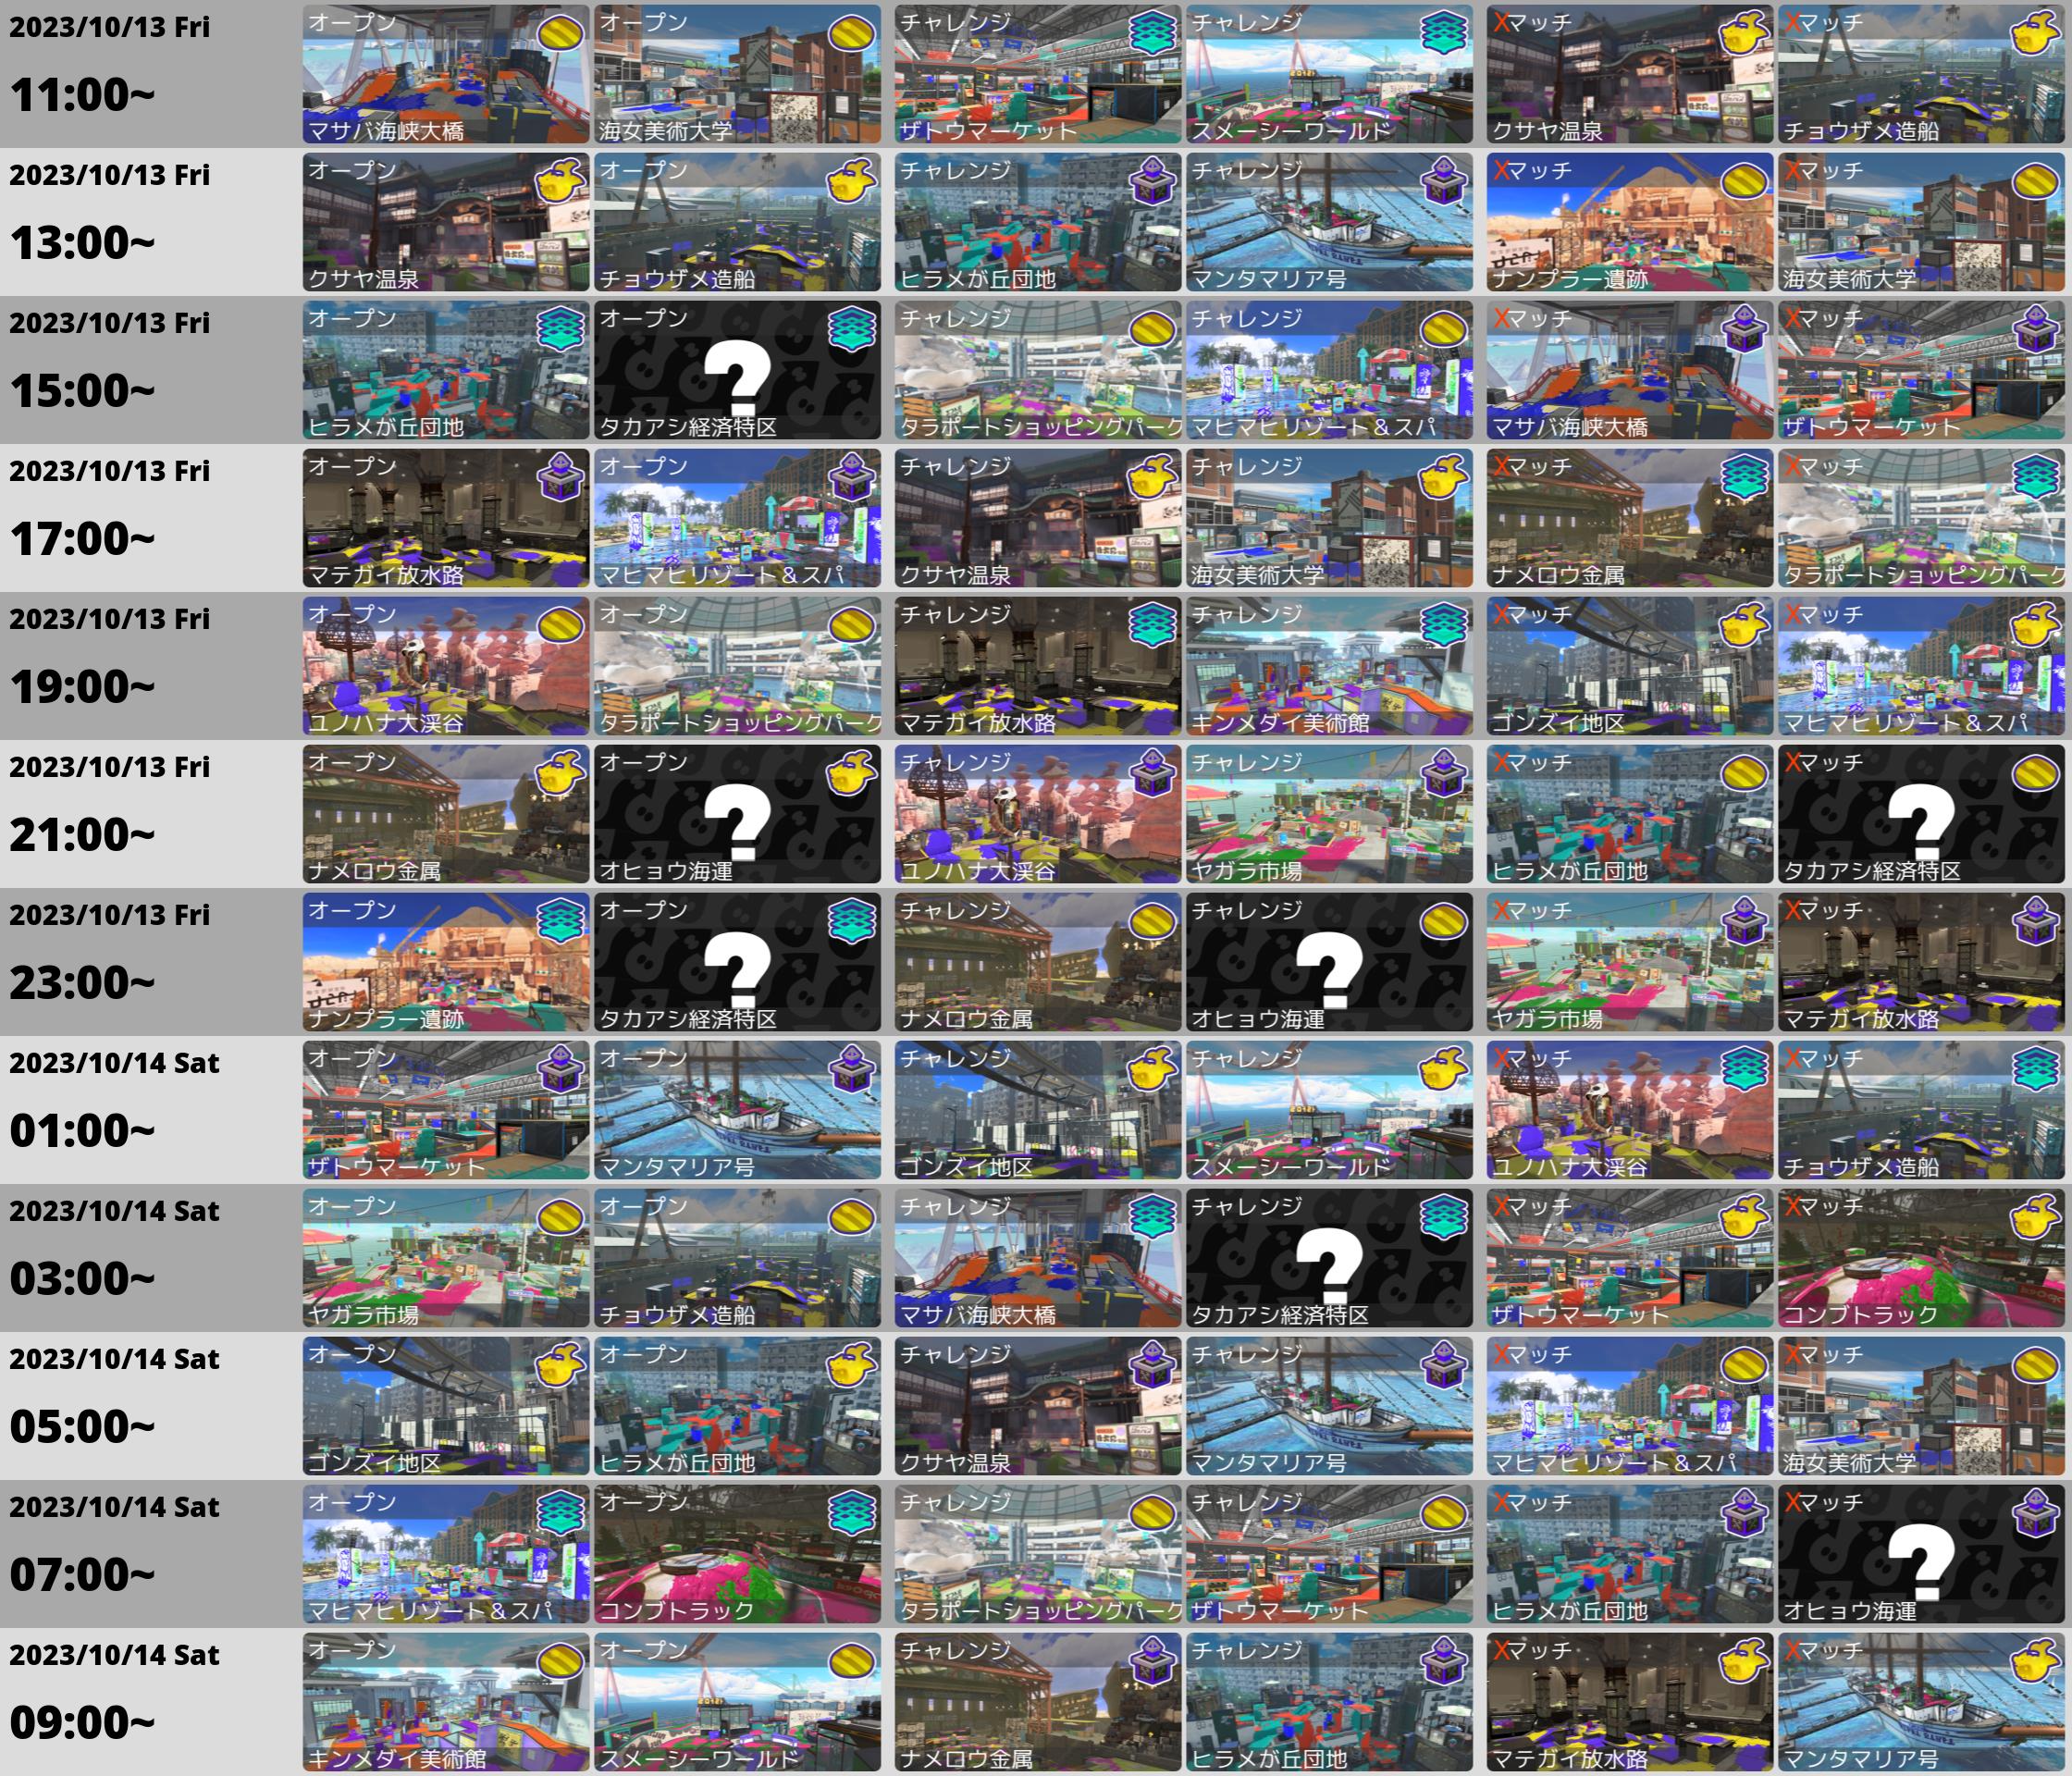 2023/10/13 Fri
11:00~
オープン オープン チャレンジ チャレンジ Xマッチ Xマッチ
マサバ海峡大橋 海女美術大学 ザトウマーケット スメーシーワールド クサヤ温泉 チョウザメ造船
2023/10/13 Fri
13:00~
オープン オープン チャレンジ チャレンジ Xマッチ Xマッチ
クサヤ温泉 チョウザメ造船 ヒラメが丘団地 マンタマリア号 ナンプラー遺跡 海女美術大学
2023/10/13 Fri
15:00~
オープン オープン チャレンジ チャレンジ Xマッチ Xマッチ
ヒラメが丘団地 タカアシ経済特区 タラポートショッピングパーク マヒマヒリゾート&スパ マサバ海峡大橋 ザトウマーケット
2023/10/13 Fri
17:00~
オープン オープン チャレンジ チャレンジ Xマッチ Xマッチ
マテガイ放水路 マヒマヒリゾート&スパ クサヤ温泉 海女美術大学 ナメロウ金属 タラポートショッピングパーク
2023/10/13 Fri
19:00~
オープン オープン チャレンジ チャレンジ Xマッチ Xマッチ
ユノハナ大渓谷 タラポートショッピングパーク マテガイ放水路 キンメダイ美術館 ゴンズイ地区 マヒマヒリゾート&スパ
2023/10/13 Fri
21:00~
オープン オープン チャレンジ チャレンジ Xマッチ Xマッチ
ナメロウ金属 オヒョウ海運 ユノハナ大渓谷 ヤガラ市場 ヒラメが丘団地 タカアシ経済特区
2023/10/13 Fri
23:00~
オープン オープン チャレンジ チャレンジ Xマッチ Xマッチ
ナンプラー遺跡 タカアシ経済特区 ナメロウ金属 オヒョウ海運 ヤガラ市場 マテガイ放水路
2023/10/14 Sat
01:00~
オープン オープン チャレンジ チャレンジ Xマッチ Xマッチ
ザトウマーケット マンタマリア号 ゴンズイ地区 スメーシーワールド ユノハナ大渓谷 チョウザメ造船
2023/10/14 Sat
03:00~
オープン オープン チャレンジ チャレンジ Xマッチ Xマッチ
ヤガラ市場 チョウザメ造船 マサバ海峡大橋 タカアシ経済特区 ザトウマーケット コンブトラック
2023/10/14 Sat
05:00~
オープン オープン チャレンジ チャレンジ Xマッチ Xマッチ
ゴンズイ地区 ヒラメが丘団地 クサヤ温泉 マンタマリア号 マヒマヒリゾート&スパ 海女美術大学
2023/10/14 Sat
07:00~
オープン オープン チャレンジ チャレンジ Xマッチ Xマッチ
マヒマヒリゾート&スパ コンブトラック タラポートショッピングパーク ザトウマーケット ヒラメが丘団地 オヒョウ海運
2023/10/14 Sat
09:00~
オープン オープン チャレンジ チャレンジ Xマッチ Xマッチ
キンメダイ美術館 スメーシーワールド ナメロウ金属 ヒラメが丘団地 マテガイ放水路 マンタマリア号